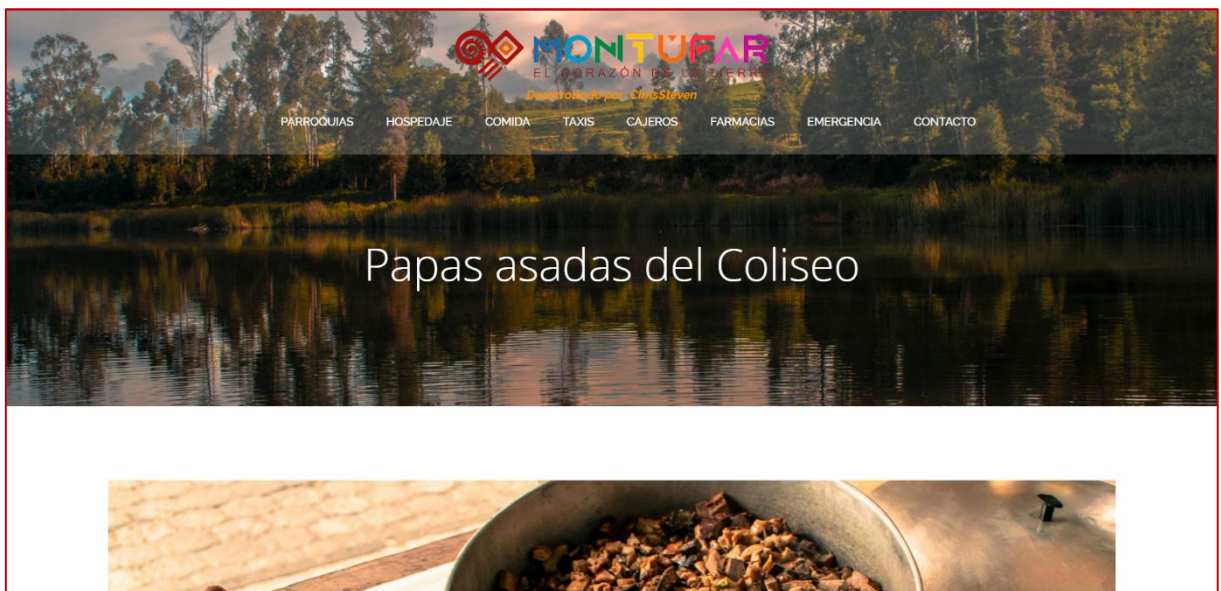 MONTÚFAR
EL CORAZÓN DE LA TIERRA
Desarrollado por: ChrisSteven
PARROQUIAS HOSPEDAJE COMIDA TAXIS CAJEROS FARMACIAS EMERGENCIA CONTACTO
Papas asadas del Coliseo